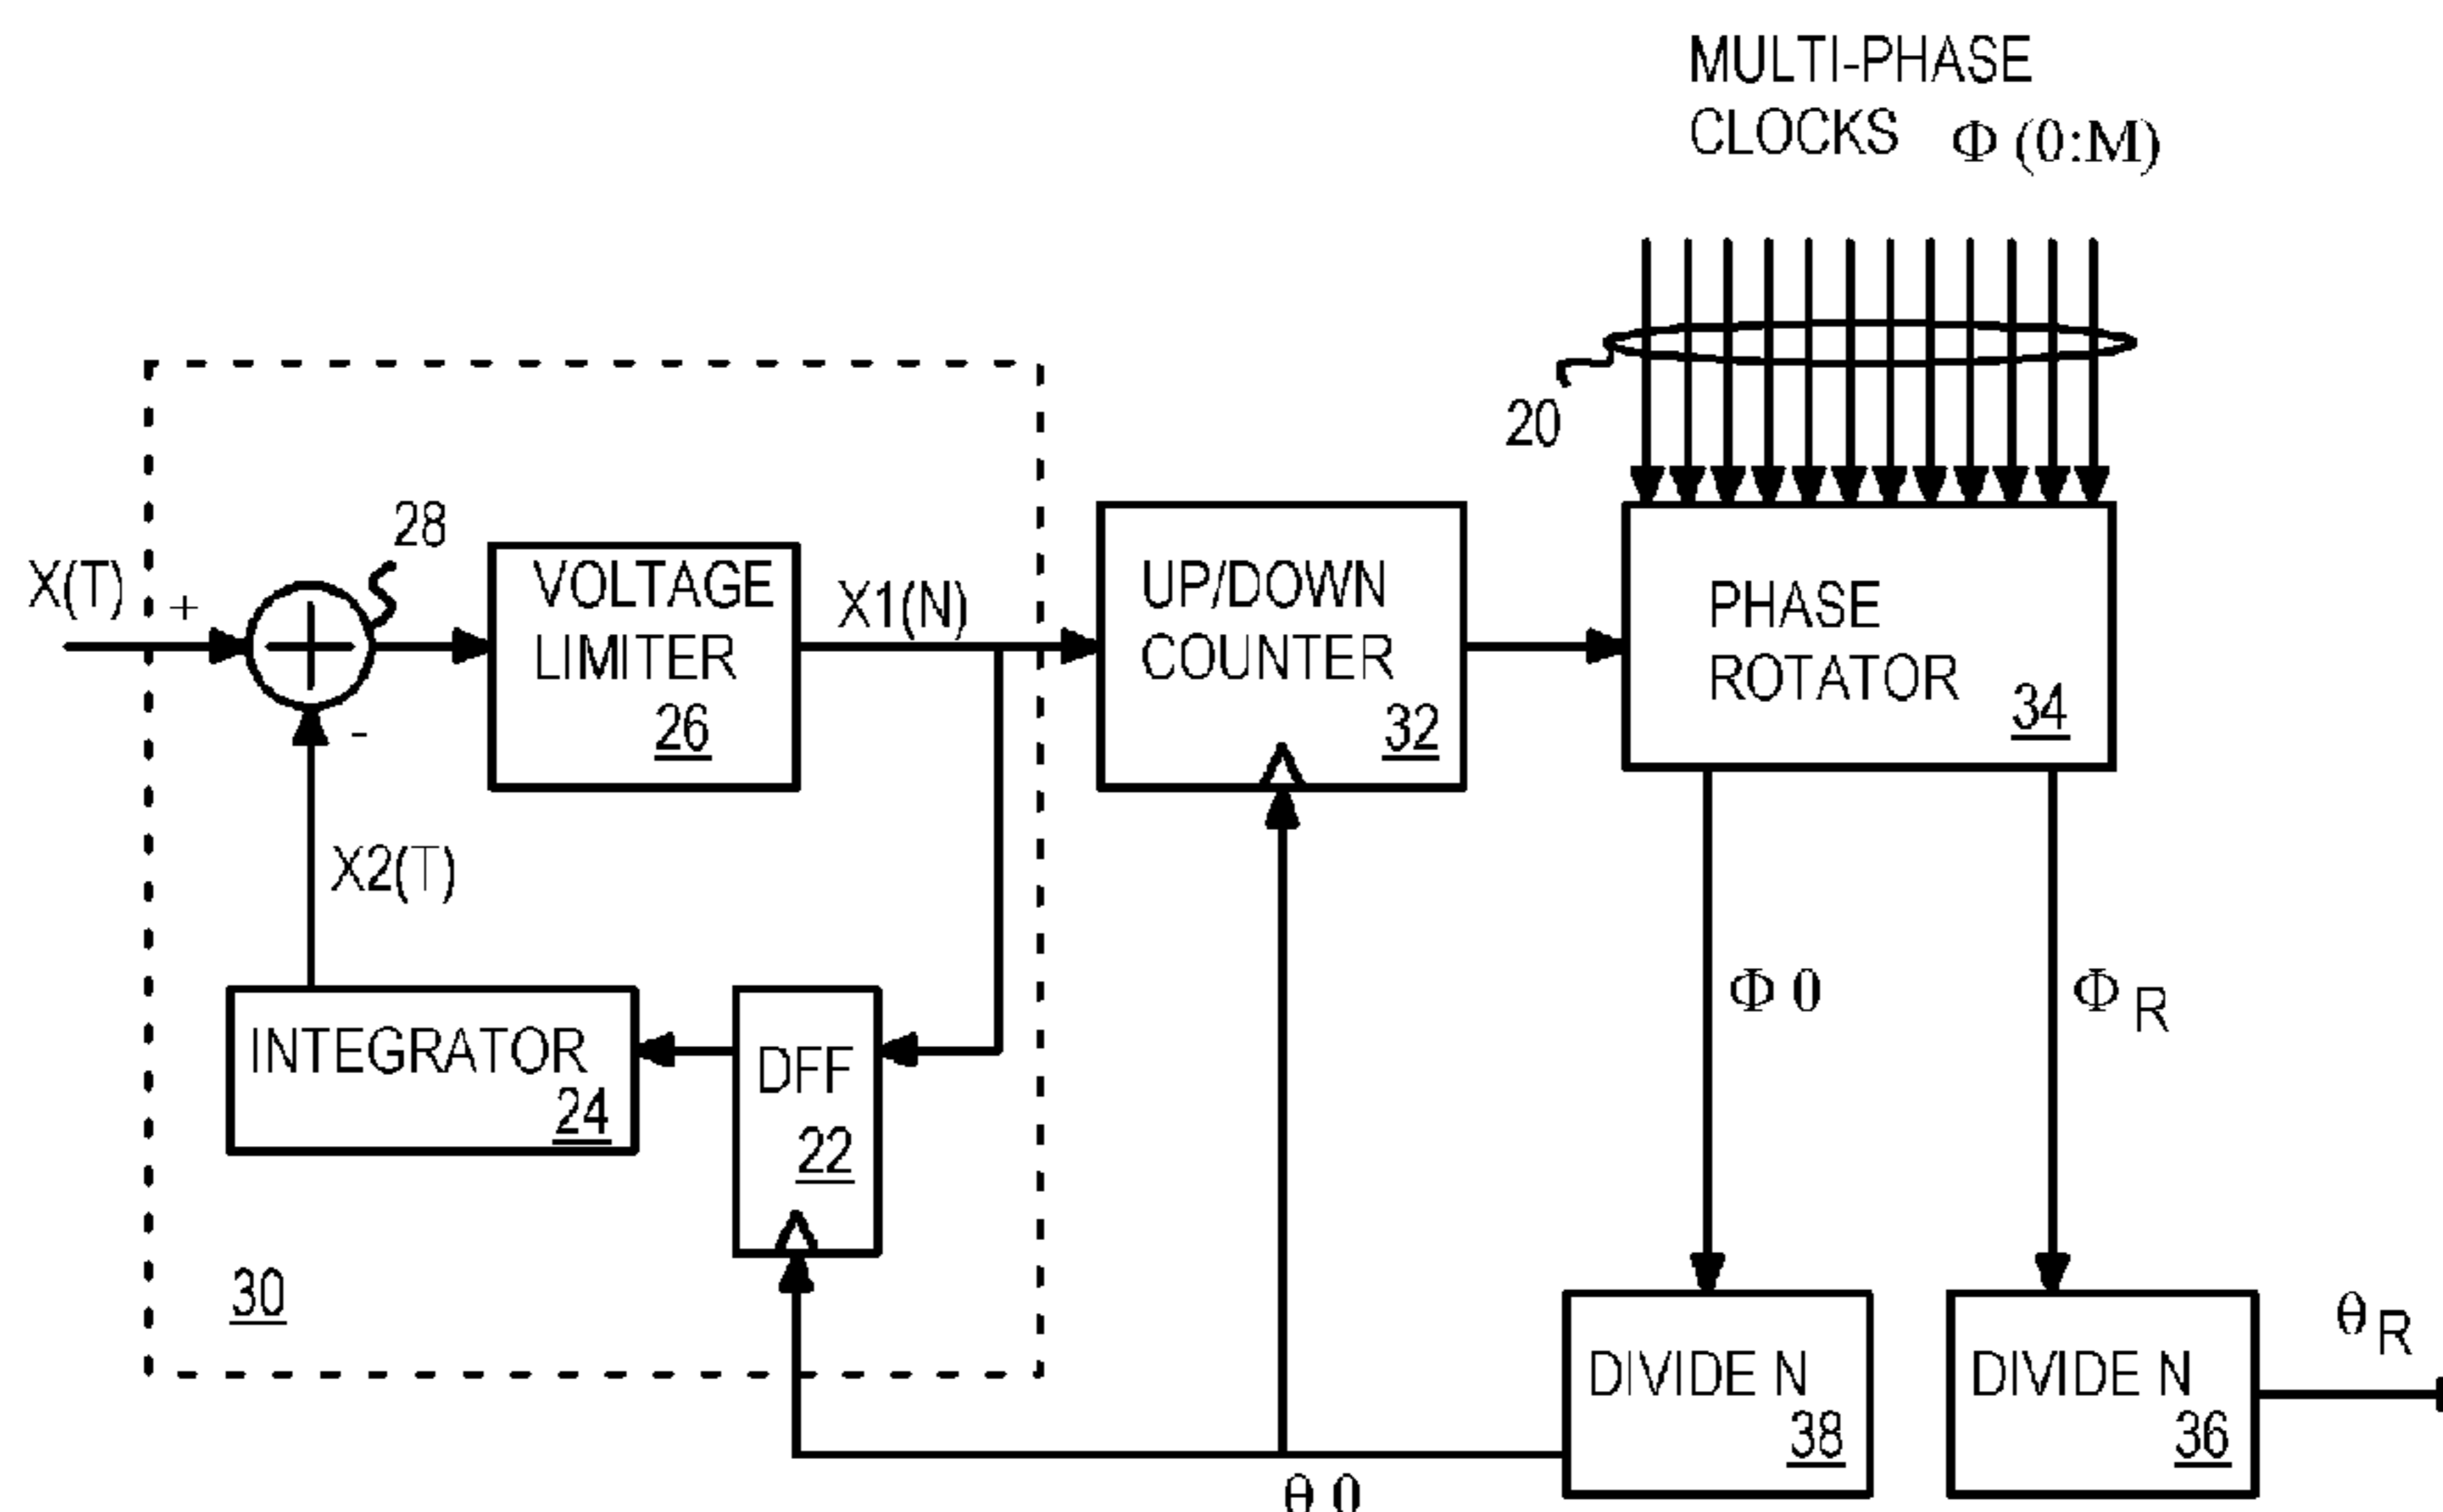 MULTI-PHASE
CLOCKS Φ (0:M)
20
28
X(T)
+
-
VOLTAGE
LIMITER
26
X1(N)
UP/DOWN
COUNTER
32
PHASE
ROTATOR
34
X2(T)
INTEGRATOR
24
DFF
22
Φ 0
Φ R
30
DIVIDE N
38
DIVIDE N
36
θ R
θ 0